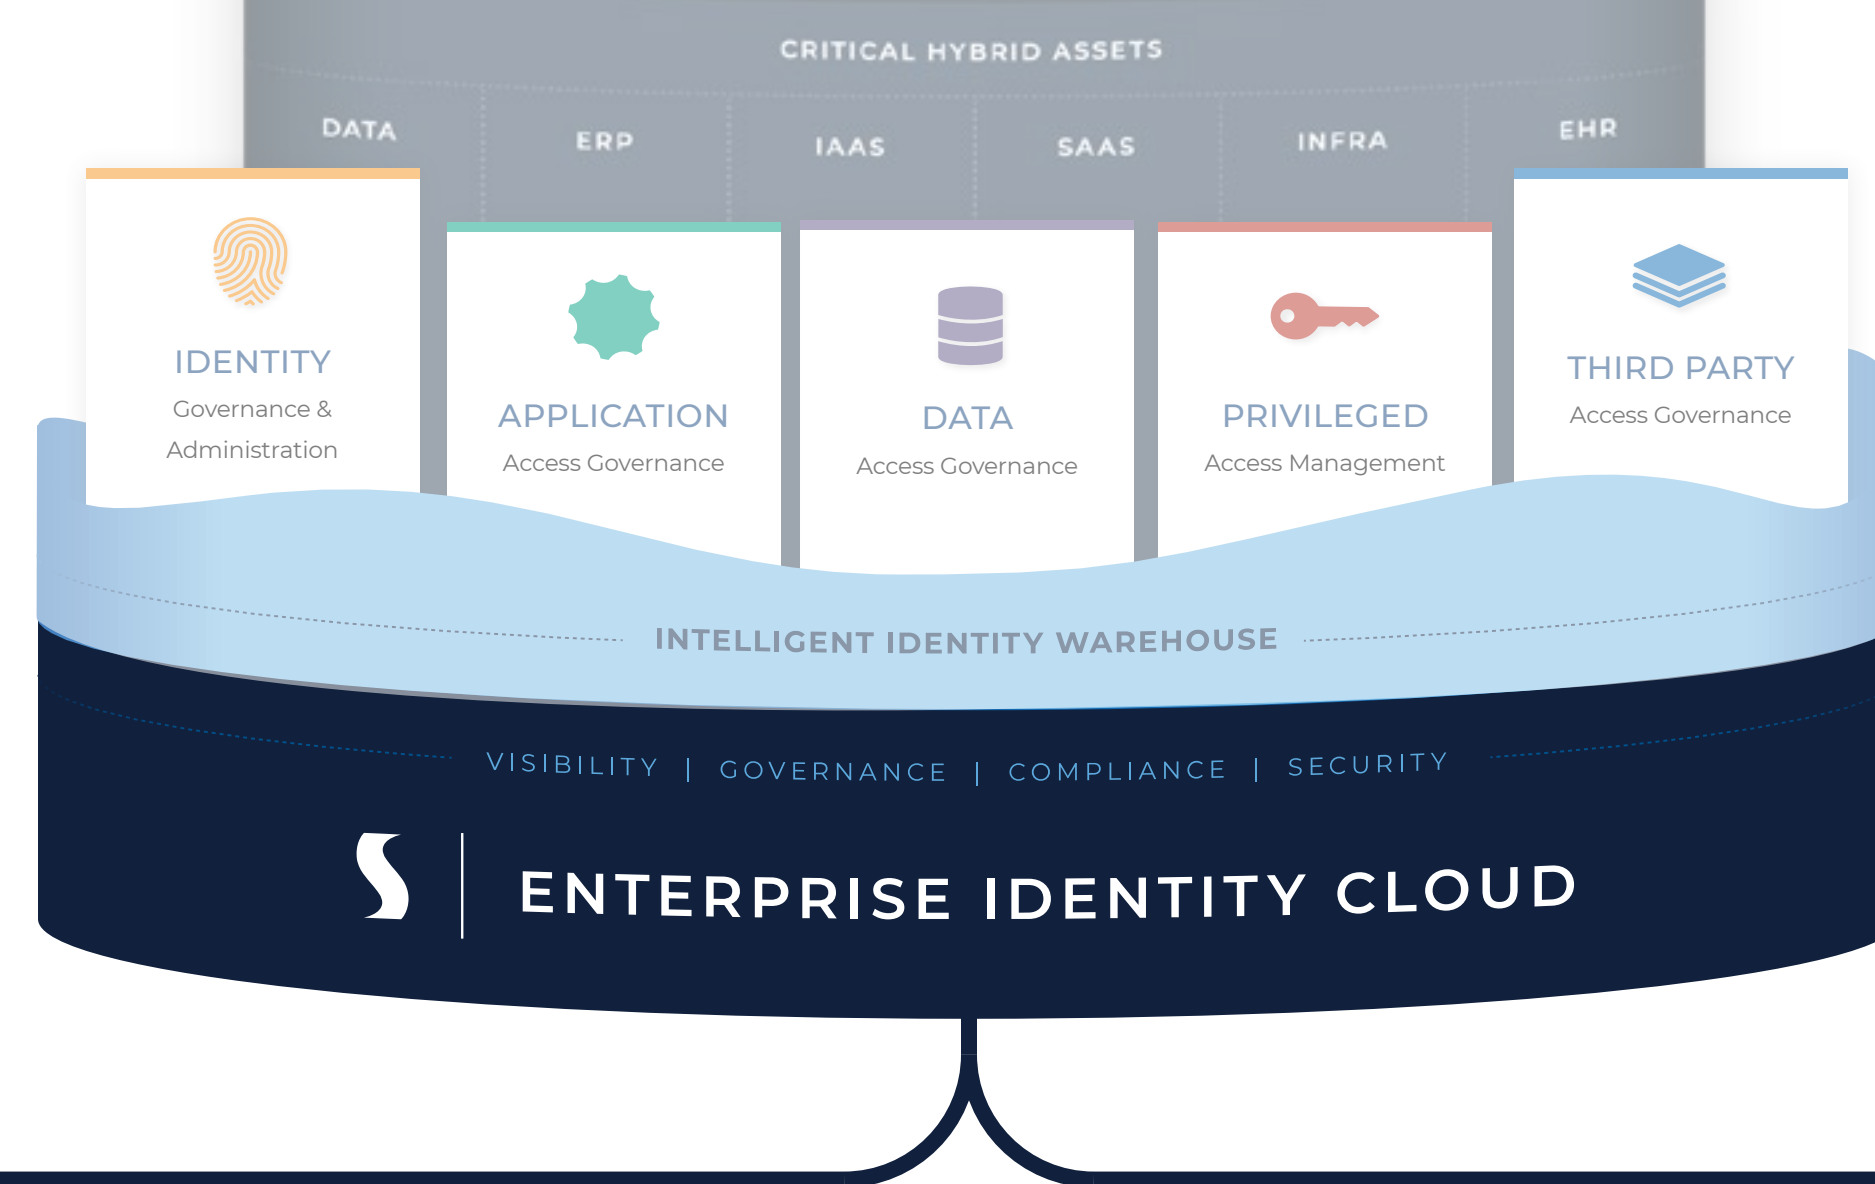 CRITICAL HYBRID ASSETS
DATA ERP IAAS SAAS INFRA EHR
IDENTITY
Governance &
Administration
APPLICATION
Access Governance
DATA
Access Governance
PRIVILEGED
Access Management
THIRD PARTY
Access Governance
INTELLIGENT IDENTITY WAREHOUSE
VISIBILITY | GOVERNANCE | COMPLIANCE | SECURITY
S | ENTERPRISE IDENTITY CLOUD